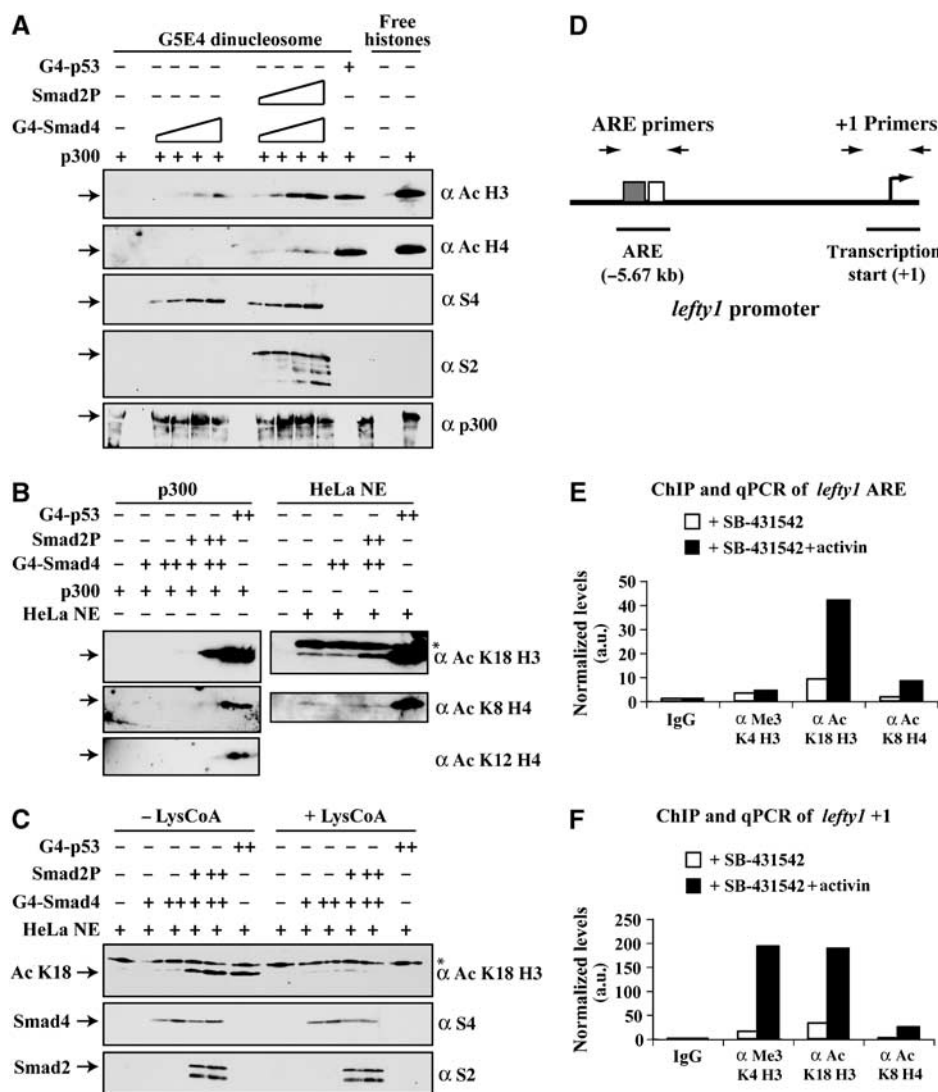 A
G5E4 dinucleosome
Free histones
G4-p53 – – – – – – – – – + – –
Smad2P – – – – – – – –
G4-Smad4 – – – – –
p300 + + + + + + + + + + – +
α Ac H3
α Ac H4
α S4
α S2
α p300
B
p300
HeLa NE
G4-p53 – – – – – ++ – – – – ++
Smad2P – – – + ++ – – – – ++ –
G4-Smad4 – + ++ + ++ – – – ++ ++ –
p300 + + + + + + – – – – –
HeLa NE – – – – – – – + + + +
*
α Ac K18 H3
α Ac K8 H4
α Ac K12 H4
C
– LysCoA
+ LysCoA
G4-p53 – – – – – ++ – – – – – ++
Smad2P – – – + ++ – – – – + ++ –
G4-Smad4 – + ++ + ++ – – + ++ + ++ –
HeLa NE + + + + + + + + + + + +
Ac K18
*
α Ac K18 H3
Smad4
α S4
Smad2
α S2
D
ARE primers
+1 Primers
ARE
(–5.67 kb)
Transcription
start (+1)
lefty1 promoter
E
ChIP and qPCR of lefty1 ARE
+ SB-431542
+ SB-431542+activin
Normalized levels
(a.u.)
50
40
30
20
10
0
IgG
α Me3
K4 H3
α Ac
K18 H3
α Ac
K8 H4
F
ChIP and qPCR of lefty1 +1
+ SB-431542
+ SB-431542+activin
Normalized levels
(a.u.)
250
200
150
100
50
0
IgG
α Me3
K4 H3
α Ac
K18 H3
α Ac
K8 H4